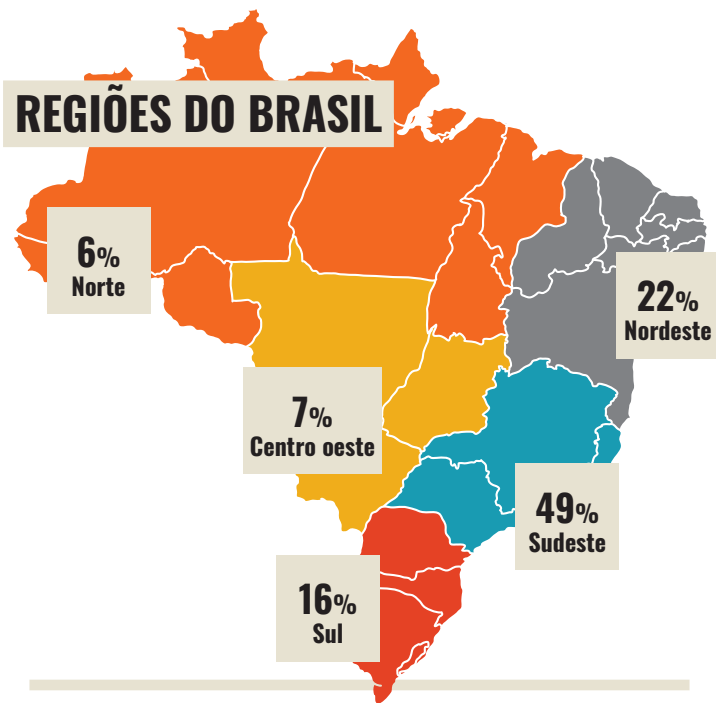 REGIÕES DO BRASIL
6%
Norte
22%
Nordeste
7%
Centro oeste
49%
Sudeste
16%
Sul